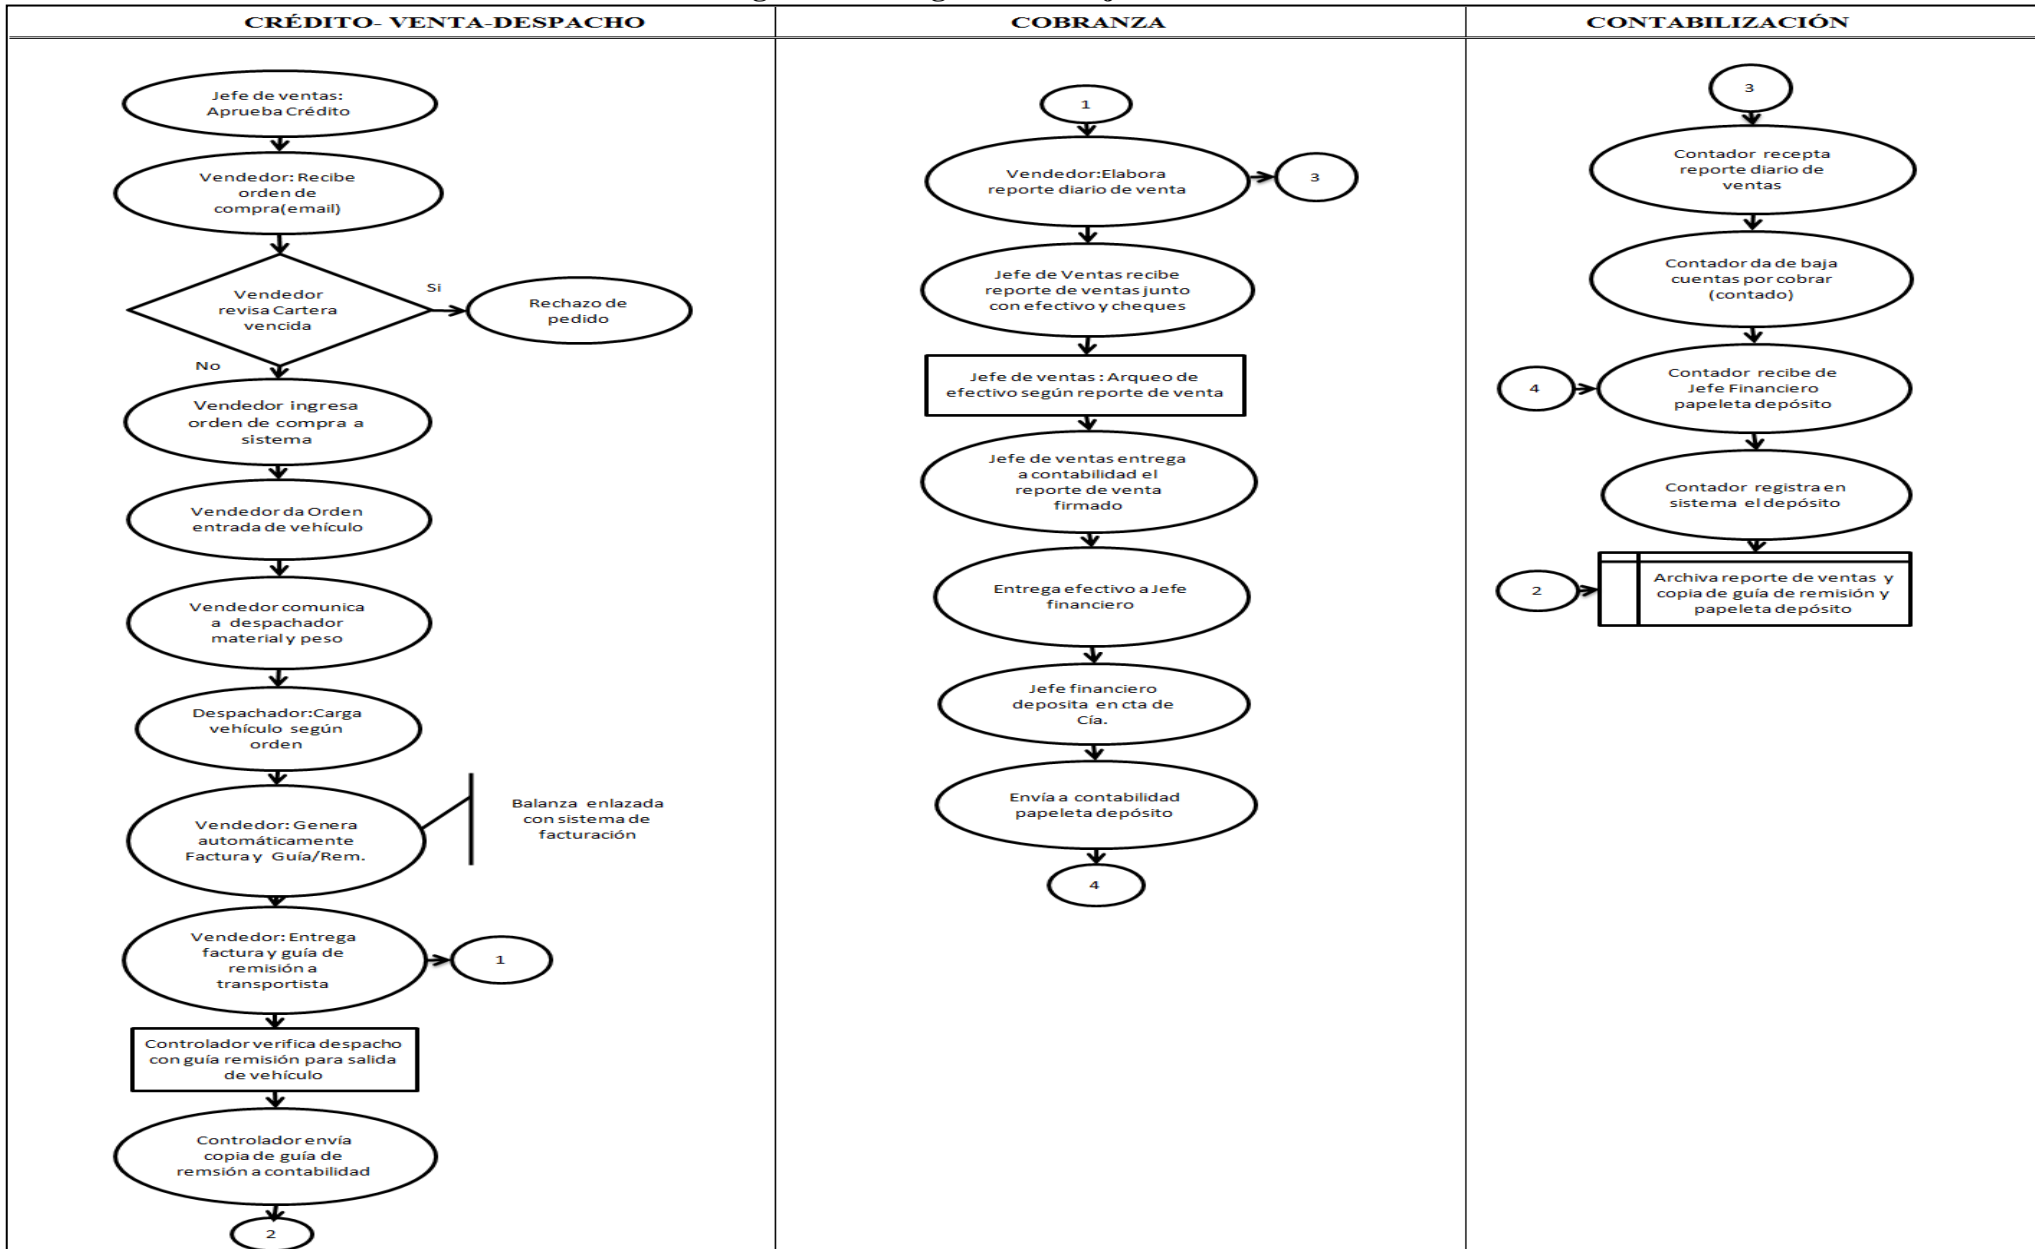 CRÉDITO- VENTA-DESPACHO
Jefe de ventas:
Aprueba Crédito
Vendedor: Recibe
orden de
compra(email)
Vendedor
revisa Cartera
vencida
Si
Rechazo de
pedido
No
Vendedor ingresa
orden de compra a
sistema
Vendedor da Orden
entrada de vehículo
Vendedor comunica
a despachador
material y peso
Despachador:Carga
vehículo según
orden
Vendedor: Genera
automáticamente
Factura y Guía/Rem.
Balanza enlazada
con sistema de
facturación
Vendedor: Entrega
factura y guía de
remisión a
transportista
1
Controlador verifica despacho
con guía remisión para salida
de vehículo
Controlador envía
copia de guía de
remsión a contabilidad
2
COBRANZA
1
Vendedor:Elabora
reporte diario de venta
3
Jefe de Ventas recibe
reporte de ventas junto
con efectivo y cheques
Jefe de ventas : Arqueo de
efectivo según reporte de venta
Jefe de ventas entrega
a contabilidad el
reporte de venta
firmado
Entrega efectivo a Jefe
financiero
Jefe financiero
deposita en cta de
Cía.
Envía a contabilidad
papeleta depósito
4
CONTABILIZACIÓN
3
Contador recepta
reporte diario de
ventas
Contador da de baja
cuentas por cobrar
(contado)
4
Contador recibe de
Jefe Financiero
papeleta depósito
Contador registra en
sistema el depósito
2
Archiva reporte de ventas y
copia de guía de remisión y
papeleta depósito